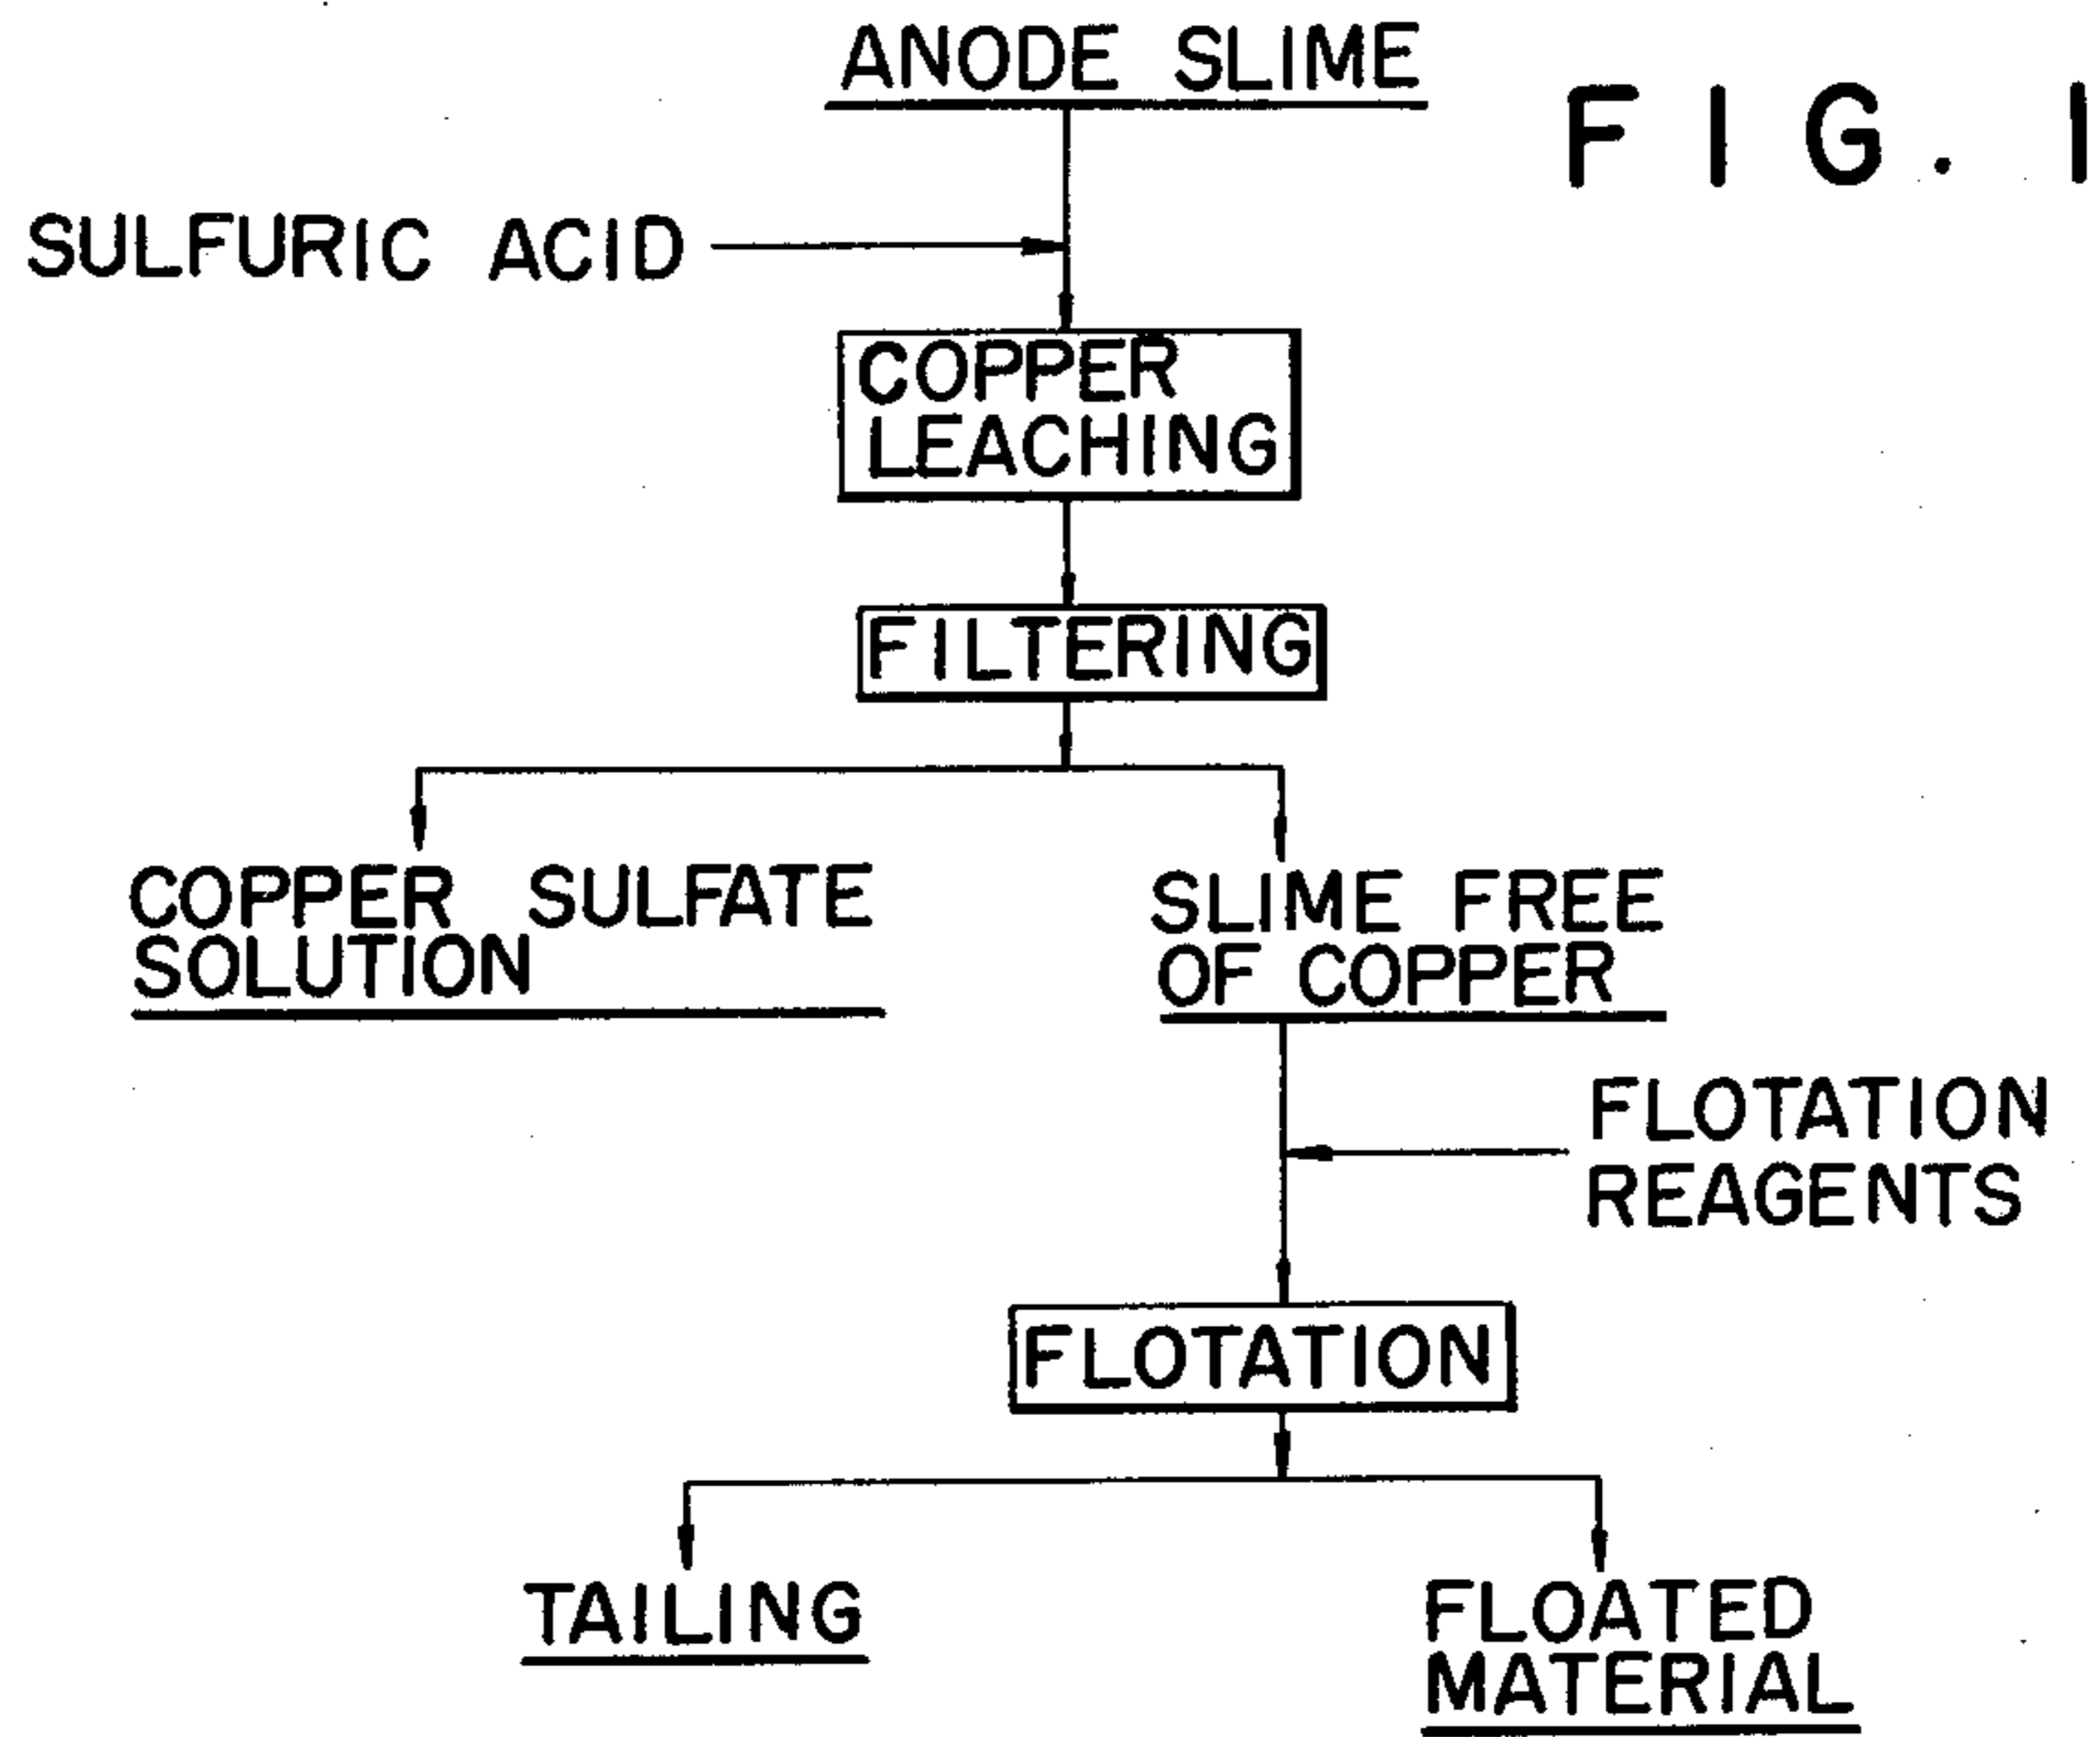 ANODE SLIME
FIG. 1
SULFURIC ACID
COPPER
LEACHING
FILTERING
COPPER SULFATE
SOLUTION
SLIME FREE
OF COPPER
FLOTATION
REAGENTS
FLOTATION
TAILING
FLOATED
MATERIAL